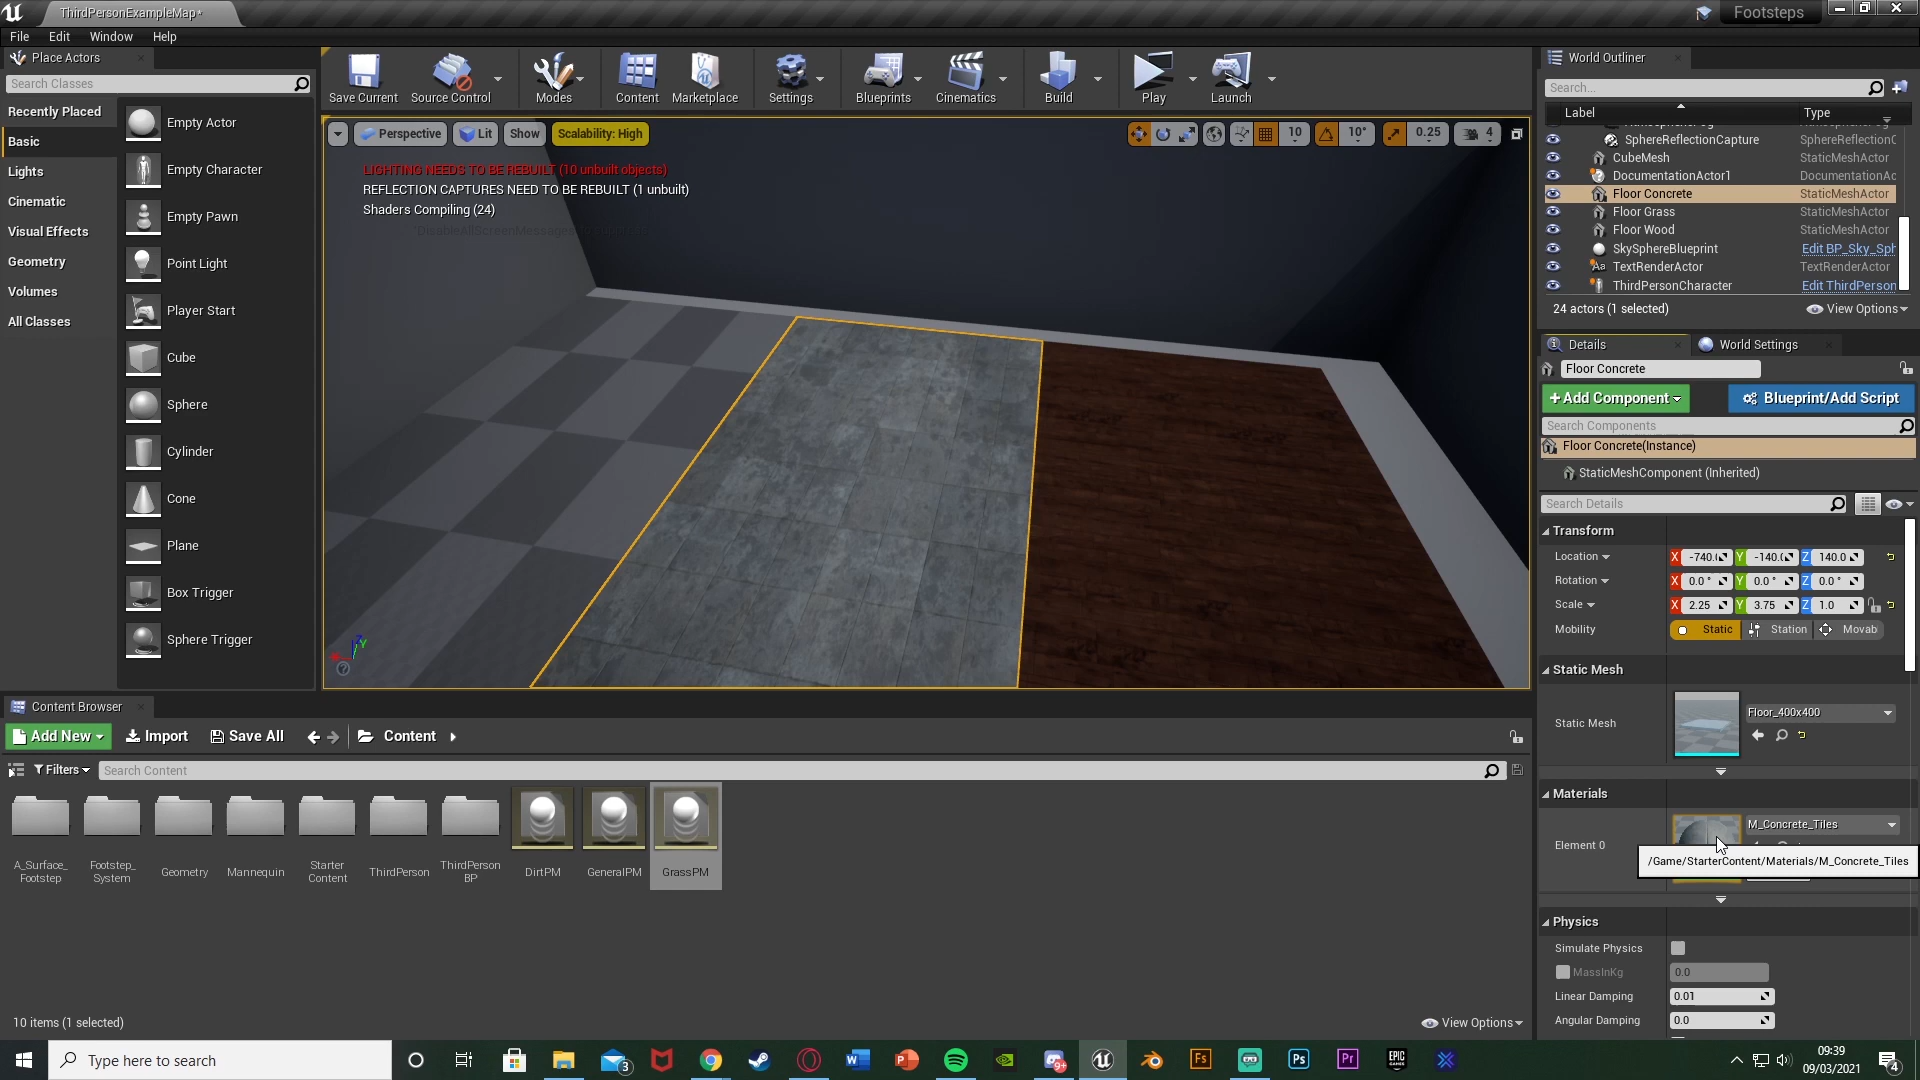 ThirdPersonExampleMap*
Footsteps
File Edit Window Help
Place Actors
Search Classes
Recently Placed
Basic
Lights
Cinematic
Visual Effects
Geometry
Volumes
All Classes
Empty Actor
Empty Character
Empty Pawn
Point Light
Player Start
Cube
Sphere
Cylinder
Cone
Plane
Box Trigger
Sphere Trigger
Save Current
Source Control
Modes
Content
Marketplace
Settings
Blueprints
Cinematics
Build
Play
Launch
Perspective
Lit
Show
Scalability: High
10
10°
0.25
4
LIGHTING NEEDS TO BE REBUILT (10 unbuilt objects)
REFLECTION CAPTURES NEED TO BE REBUILT (1 unbuilt)
Shaders Compiling (24)
World Outliner
Search...
Label Type
SphereReflectionCapture SphereReflectionC
CubeMesh StaticMeshActor
DocumentationActor1 DocumentationAc
Floor Concrete StaticMeshActor
Floor Grass StaticMeshActor
Floor Wood StaticMeshActor
SkySphereBlueprint Edit BP_Sky_Sph
TextRenderActor TextRenderActor
ThirdPersonCharacter Edit ThirdPerson
24 actors (1 selected)
View Options
Details
World Settings
Floor Concrete
+Add Component
Blueprint/Add Script
Search Components
Floor Concrete(Instance)
StaticMeshComponent (Inherited)
Search Details
Transform
Location X -740.0 Y -140.0 Z 140.0
Rotation X 0.0 ° Y 0.0 ° Z 0.0 °
Scale X 2.25 Y 3.75 Z 1.0
Mobility Static Station Movab
Static Mesh
Static Mesh
Floor_400x400
Materials
Element 0
M_Concrete_Tiles
/Game/StarterContent/Materials/M_Concrete_Tiles
Physics
Simulate Physics
MassInKg 0.0
Linear Damping 0.01
Angular Damping 0.0
Content Browser
Add New
Import
Save All
Content
Filters
Search Content
A_Surface_
Footstep
Footstep_
System
Geometry
Mannequin
Starter
Content
ThirdPerson
ThirdPerson
BP
DirtPM
GeneralPM
GrassPM
10 items (1 selected)
View Options
Type here to search
3
9+
09:39
09/03/2021
4